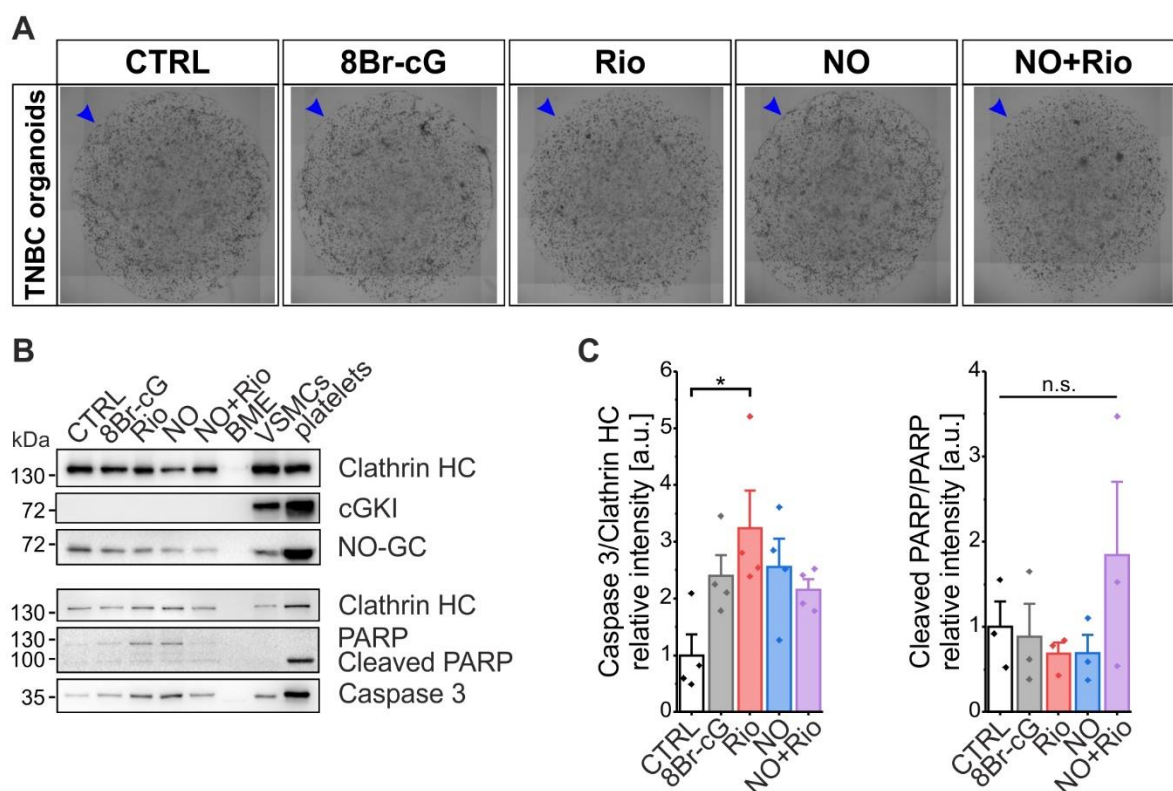 A
CTRL
8Br-cG
Rio
NO
NO+Rio
TNBC organoids
B
kDa
CTRL
8Br-cG
Rio
NO
NO+Rio
BME
VSMCs
platelets
130
Clathrin HC
72
cGKI
72
NO-GC
130
Clathrin HC
130
PARP
100
Cleaved PARP
35
Caspase 3
C
Caspase 3/Clathrin HC
relative intensity [a.u.]
6
5
4
3
2
1
0
*
CTRL
8Br-cG
Rio
NO
NO+Rio
Cleaved PARP/PARP
relative intensity [a.u.]
4
3
2
1
0
n.s.
CTRL
8Br-cG
Rio
NO
NO+Rio